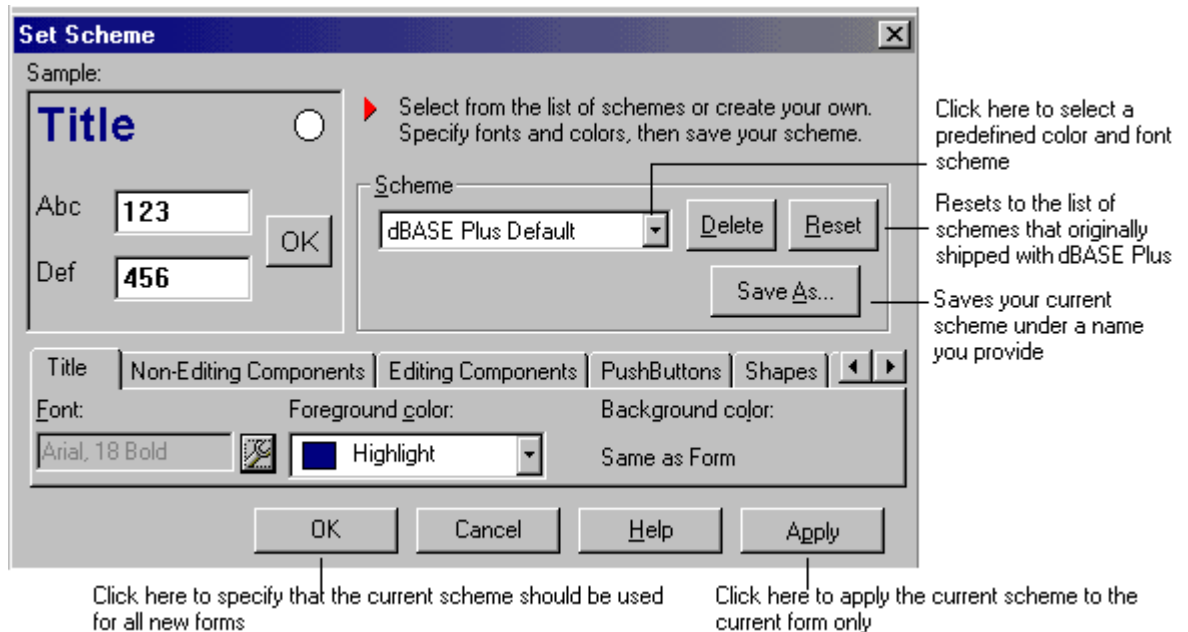 Set Scheme
Sample:
Title
Abc
123
Def
456
OK
Select from the list of schemes or create your own.
Specify fonts and colors, then save your scheme.
Scheme
dBASE Plus Default
Delete
Reset
Save As...
Click here to select a
predefined color and font
scheme
Resets to the list of
schemes that originally
shipped with dBASE Plus
Saves your current
scheme under a name
you provide
Title
Non-Editing Components
Editing Components
PushButtons
Shapes
Font:
Foreground color:
Background color:
Arial, 18 Bold
Highlight
Same as Form
OK
Cancel
Help
Apply
Click here to specify that the current scheme should be used
for all new forms
Click here to apply the current scheme to the
current form only